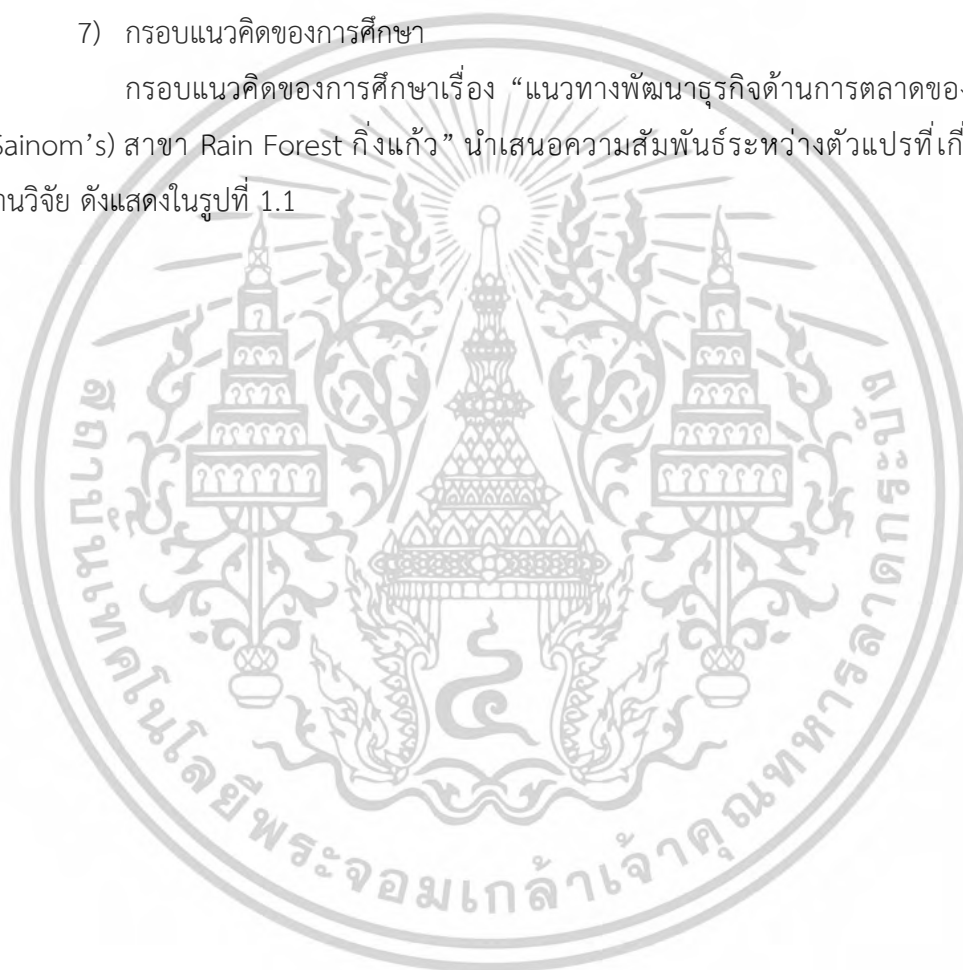 7) กรอบแนวคิดของการศึกษา
กรอบแนวคิดของการศึกษาเรื่อง “แนวทางพัฒนาธุรกิจด้านการตลาดของ
Sainom’s) สาขา Rain Forest กิ่งแก้ว” นำเสนอความสัมพันธ์ระหว่างตัวแปรที่เกี่
านวิจัย ดังแสดงในรูปที่ 1.1
สถาบันเทคโนโลยีพระจอมเกล้าเจ้าคุณทหารลาดกระบัง
๔